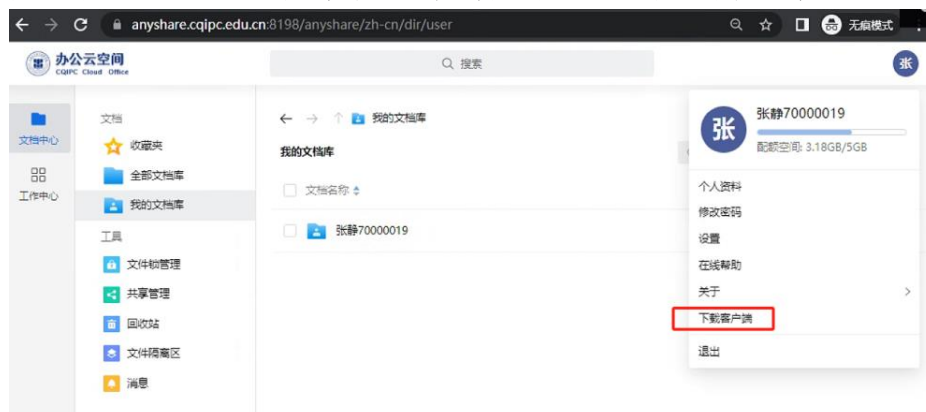 anyshare.cqipc.edu.cn:8198/anyshare/zh-cn/dir/user
无痕模式
办公云空间
CQIPC Cloud Office
搜索
张
文档中心
工作中心
文档
收藏夹
全部文档库
我的文档库
工具
文件锁管理
共享管理
回收站
文件隔离区
消息
我的文档库
我的文档库
文档名称
张静70000019
张
张静70000019
配额空间: 3.18GB/5GB
个人资料
修改密码
设置
在线帮助
关于
下载客户端
退出